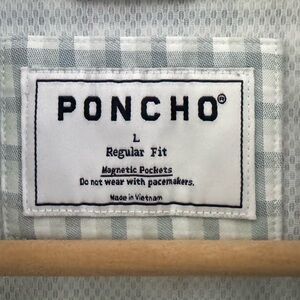 PONCHO®
L
Regular Fit
Magnetic Pockets
Do not wear with pacemakers.
Made in Vietnam